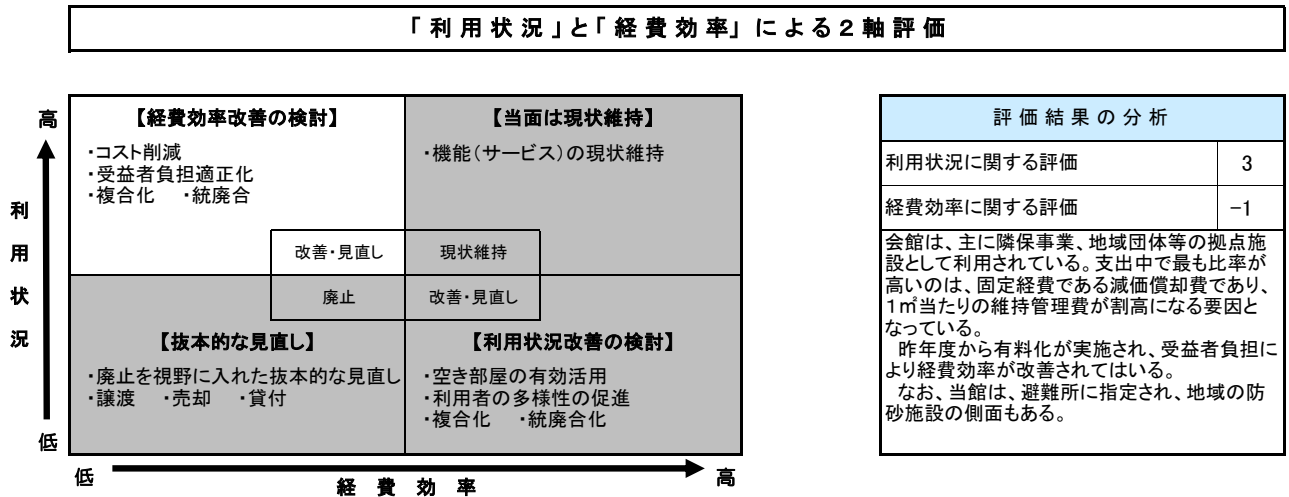 「利用状況」と「経費効率」による２軸評価
高
利
用
状
況
低
【経費効率改善の検討】
・コスト削減
・受益者負担適正化
・複合化　・統廃合
【当面は現状維持】
・機能（サービス）の現状維持
改善・見直し
現状維持
廃止
改善・見直し
【抜本的な見直し】
・廃止を視野に入れた抜本的な見直し
・譲渡　・売却　・貸付
【利用状況改善の検討】
・空き部屋の有効活用
・利用者の多様性の促進
・複合化　・統廃合化
低
経費効率
高
評価結果の分析
利用状況に関する評価　3
経費効率に関する評価　-1
会館は、主に隣保事業、地域団体等の拠点施
設として利用されている。支出中で最も比率が
高いのは、固定経費である減価償却費であり、
1㎡当たりの維持管理費が割高になる要因と
なっている。
　昨年度から有料化が実施され、受益者負担に
より経費効率が改善されてはいる。
　なお、当館は、避難所に指定され、地域の防
砂施設の側面もある。